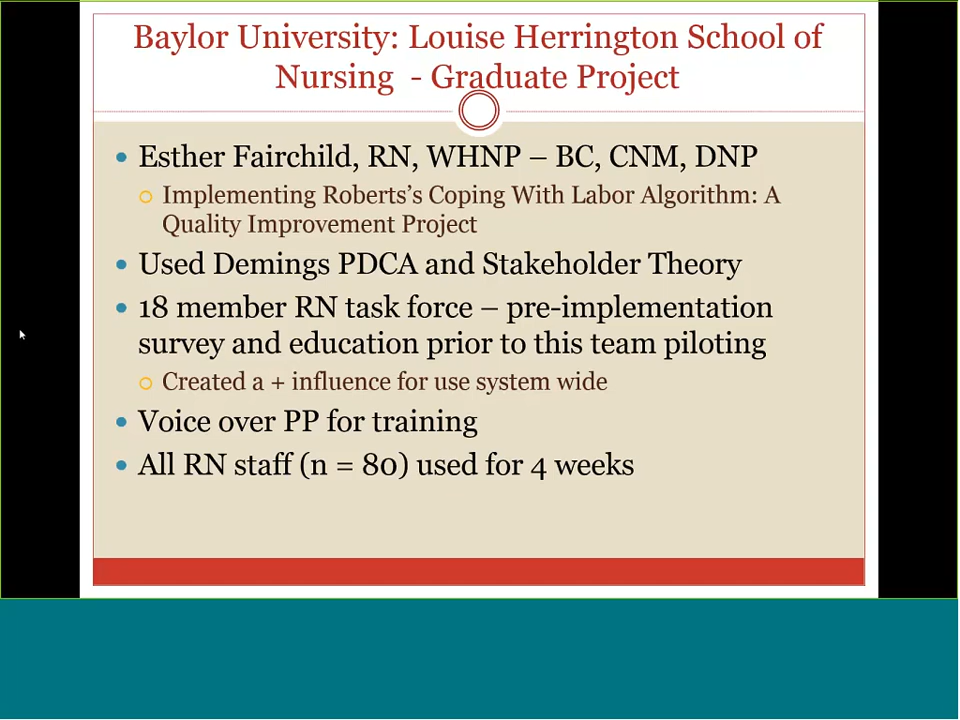 Baylor University: Louise Herrington School of
Nursing - Graduate Project
• Esther Fairchild, RN, WHNP – BC, CNM, DNP
○ Implementing Roberts's Coping With Labor Algorithm: A
Quality Improvement Project
• Used Demings PDCA and Stakeholder Theory
• 18 member RN task force – pre-implementation
survey and education prior to this team piloting
○ Created a + influence for use system wide
• Voice over PP for training
• All RN staff (n = 80) used for 4 weeks